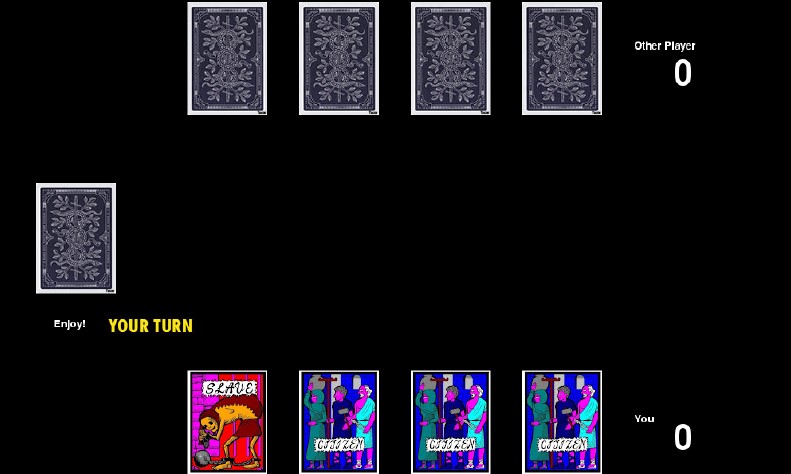 Other Player
0
Enjoy! YOUR TURN
SLAVE
CITIZEN
CITIZEN
CITIZEN
You
0